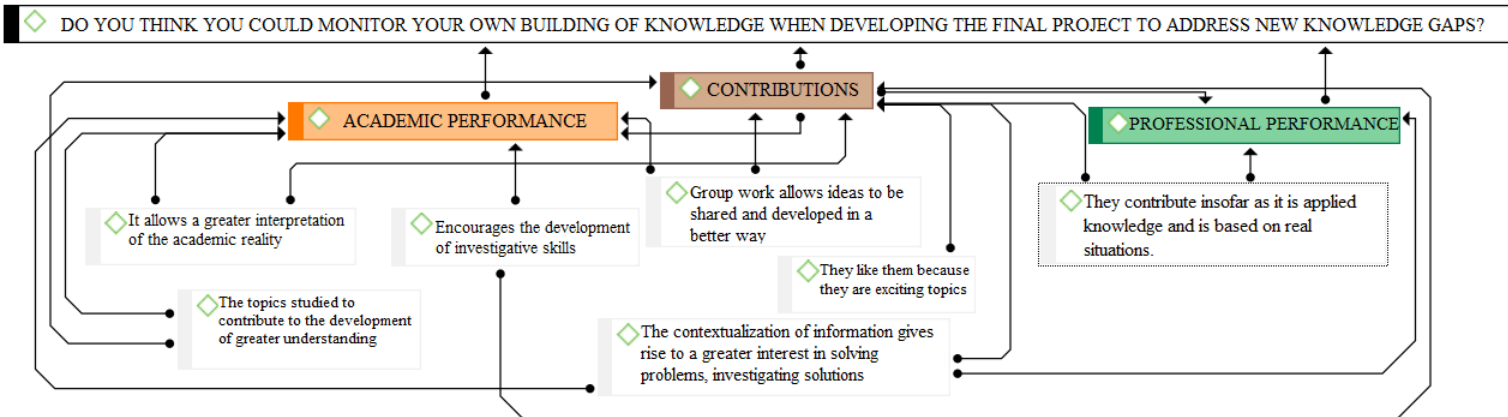 DO YOU THINK YOU COULD MONITOR YOUR OWN BUILDING OF KNOWLEDGE WHEN DEVELOPING THE FINAL PROJECT TO ADDRESS NEW KNOWLEDGE GAPS?
CONTRIBUTIONS
ACADEMIC PERFORMANCE
PROFESSIONAL PERFORMANCE
It allows a greater interpretation
of the academic reality
Encourages the development
of investigative skills
Group work allows ideas to be
shared and developed in a
better way
They contribute insofar as it is applied
knowledge and is based on real
situations.
They like them because
they are exciting topics
The topics studied to
contribute to the development
of greater understanding
The contextualization of information gives
rise to a greater interest in solving
problems, investigating solutions